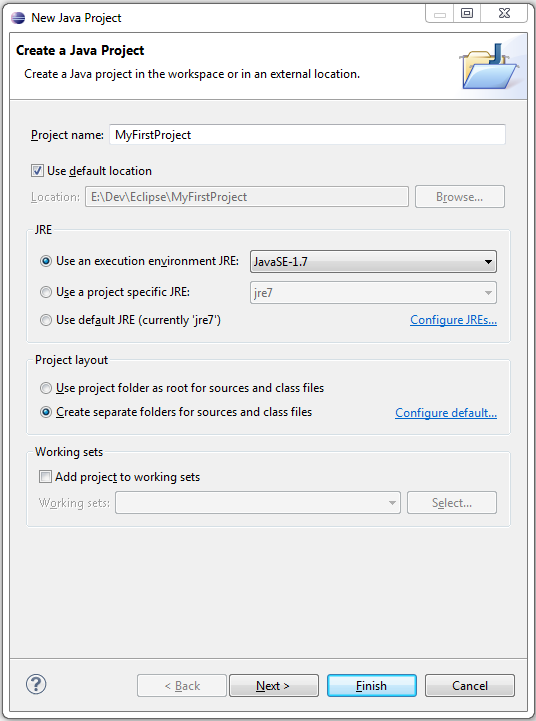 New Java Project
Create a Java Project
Create a Java project in the workspace or in an external location.
Project name: MyFirstProject
Use default location
Location: E:\Dev\Eclipse\MyFirstProject Browse...
JRE
Use an execution environment JRE: JavaSE-1.7
Use a project specific JRE: jre7
Use default JRE (currently 'jre7') Configure JREs...
Project layout
Use project folder as root for sources and class files
Create separate folders for sources and class files Configure default...
Working sets
Add project to working sets
Working sets: Select...
? < Back Next > Finish Cancel